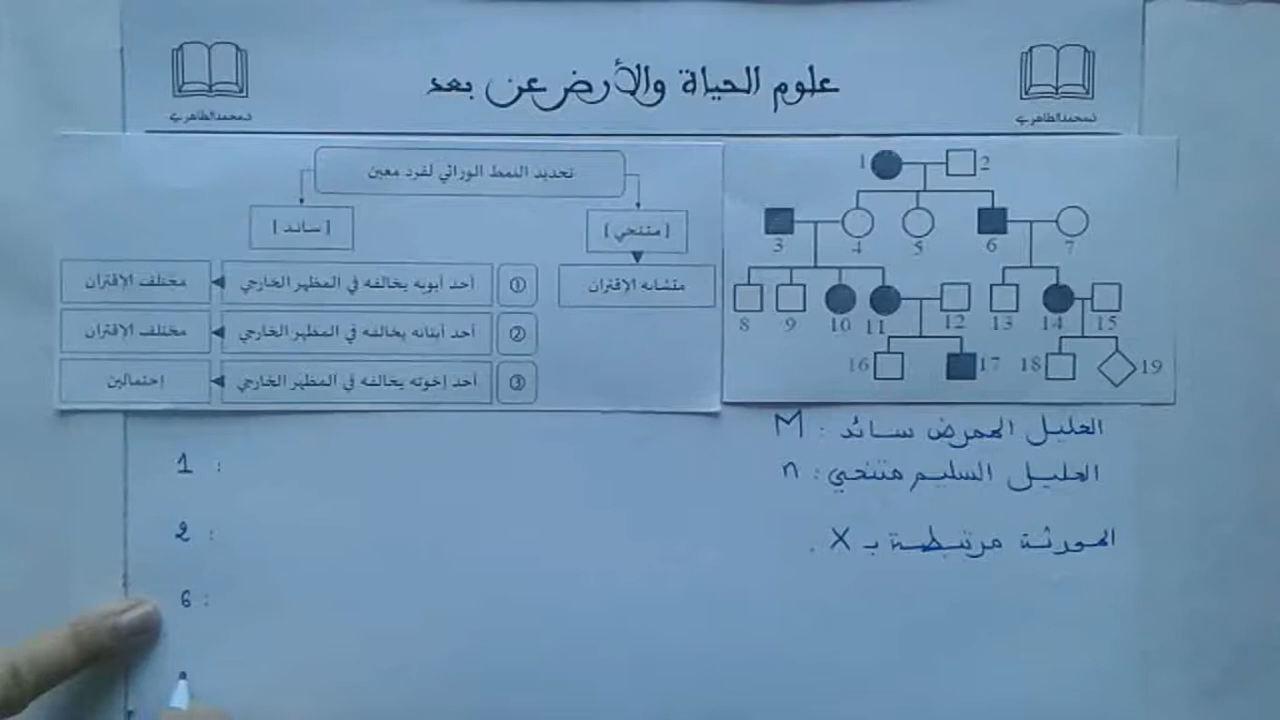 علوم الحياة والأرض عن بعد
ذ.محمد الطاهري
ذ.محمد الطاهري
تحديد النمط الوراثي لفرد معين
[متنحي]
[سائد]
متشابه الإقتران
① أحد أبويه يخالفه في المظهر الخارجي مختلف الإقتران
② أحد أبنائه يخالفه في المظهر الخارجي مختلف الإقتران
③ أحد إخوته يخالفه في المظهر الخارجي إحتمالين
1 2
3 4 5 6 7
8 9 10 11 12 13 14 15
16 17 18 19
الحليل الممرض سائد : M
الحليل السليم متنحي : n
المورثة مرتبطة بـ X .
1 :
2 :
6 :